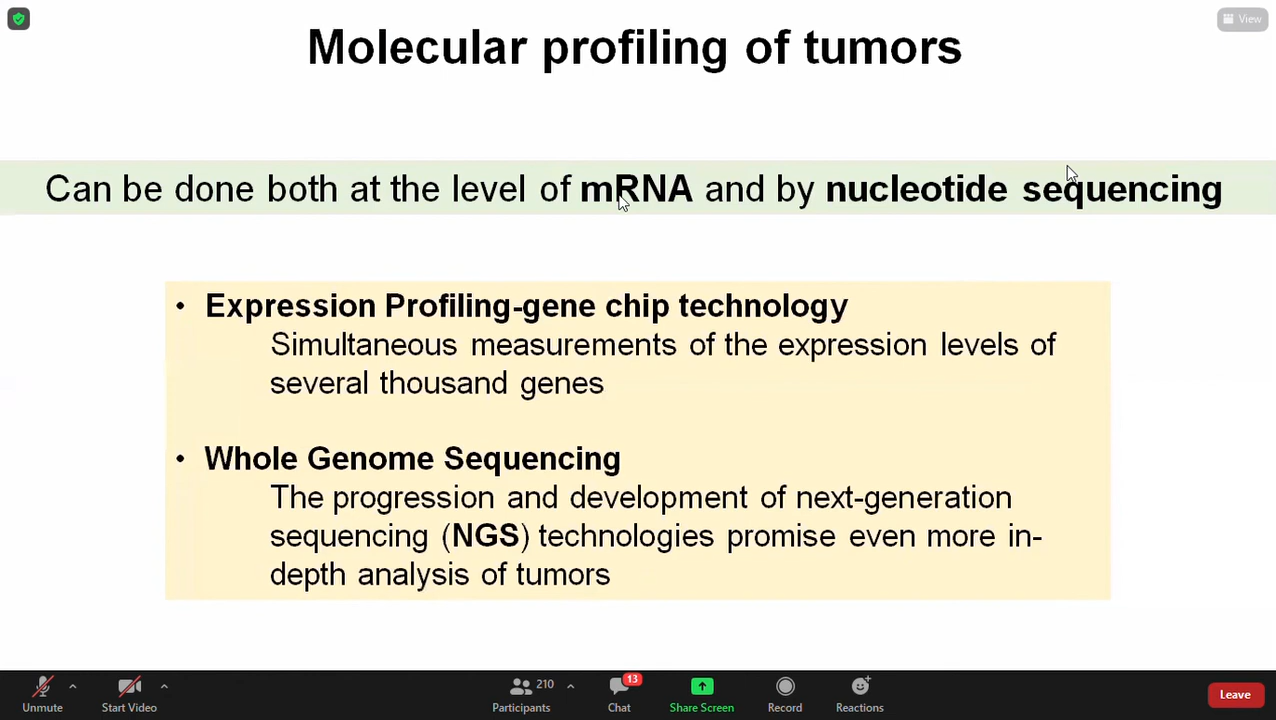 View
Molecular profiling of tumors
Can be done both at the level of mRNA and by nucleotide sequencing
• Expression Profiling-gene chip technology
Simultaneous measurements of the expression levels of
several thousand genes
• Whole Genome Sequencing
The progression and development of next-generation
sequencing (NGS) technologies promise even more in-
depth analysis of tumors
Unmute
Start Video
210
Participants
13
Chat
Share Screen
Record
Reactions
Leave